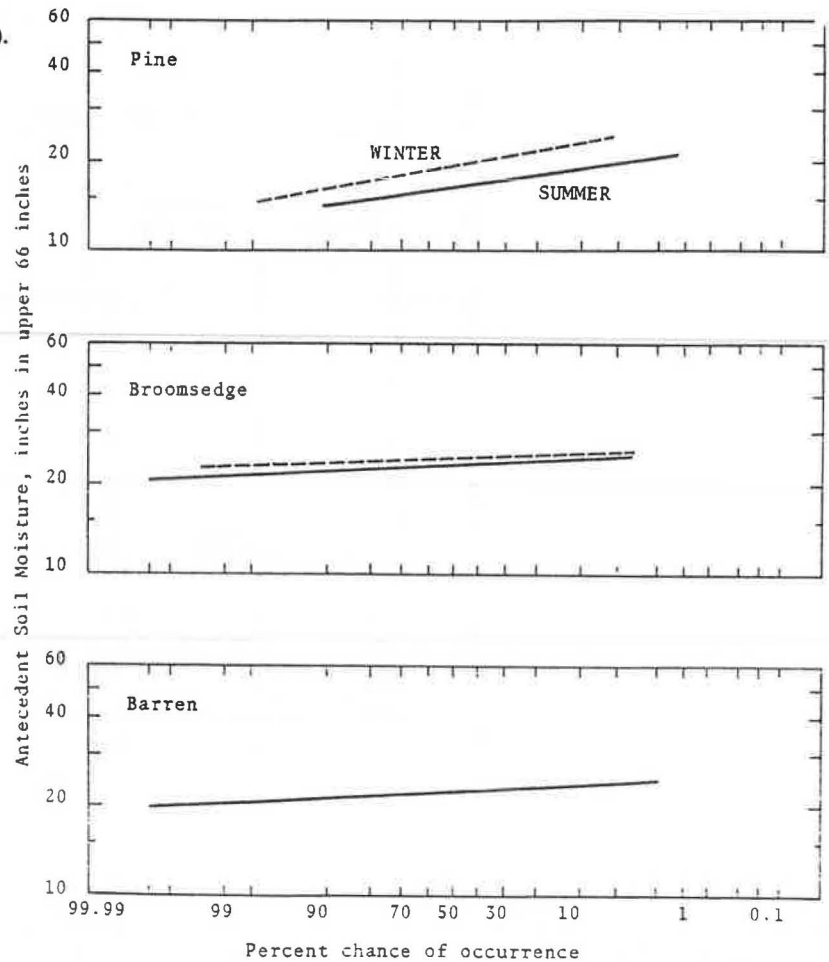 ).
Antecedent Soil Moisture, inches in upper 66 inches
60
40
20
10
Pine
WINTER
SUMMER
60
40
20
10
Broomsedge
60
40
20
10
Barren
99.99 99 90 70 50 30 10 1 0.1
Percent chance of occurrence